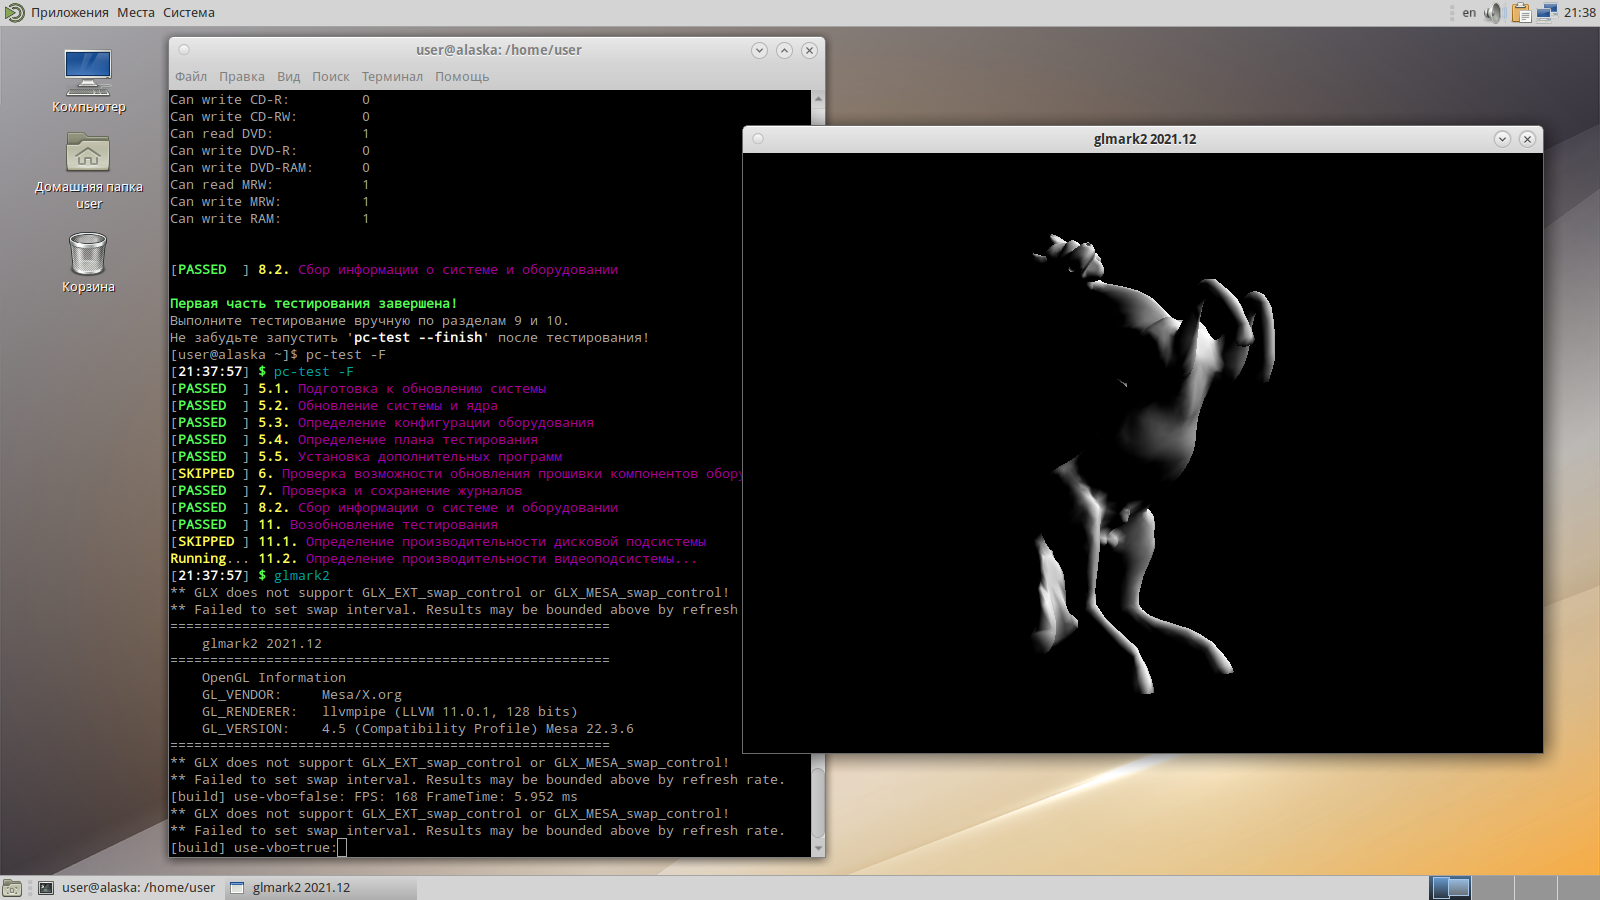 Приложения Места Система
en 21:38
Компьютер
Домашняя папка
user
Корзина
user@alaska: /home/user
Файл Правка Вид Поиск Терминал Помощь
Can write CD-R: 0
Can write CD-RW: 0
Can read DVD: 1
Can write DVD-R: 0
Can write DVD-RAM: 0
Can read MRW: 1
Can write MRW: 1
Can write RAM: 1
[PASSED ] 8.2. Сбор информации о системе и оборудовании
Первая часть тестирования завершена!
Выполните тестирование вручную по разделам 9 и 10.
Не забудьте запустить 'pc-test --finish' после тестирования!
[user@alaska ~]$ pc-test -F
[21:37:57] $ pc-test -F
[PASSED ] 5.1. Подготовка к обновлению системы
[PASSED ] 5.2. Обновление системы и ядра
[PASSED ] 5.3. Определение конфигурации оборудования
[PASSED ] 5.4. Определение плана тестирования
[PASSED ] 5.5. Установка дополнительных программ
[SKIPPED ] 6. Проверка возможности обновления прошивки компонентов обору
[PASSED ] 7. Проверка и сохранение журналов
[PASSED ] 8.2. Сбор информации о системе и оборудовании
[PASSED ] 11. Возобновление тестирования
[SKIPPED ] 11.1. Определение производительности дисковой подсистемы
Running... 11.2. Определение производительности видеоподсистемы...
[21:37:57] $ glmark2
** GLX does not support GLX_EXT_swap_control or GLX_MESA_swap_control!
** Failed to set swap interval. Results may be bounded above by refresh
=======================================================
glmark2 2021.12
=======================================================
OpenGL Information
GL_VENDOR: Mesa/X.org
GL_RENDERER: llvmpipe (LLVM 11.0.1, 128 bits)
GL_VERSION: 4.5 (Compatibility Profile) Mesa 22.3.6
=======================================================
** GLX does not support GLX_EXT_swap_control or GLX_MESA_swap_control!
** Failed to set swap interval. Results may be bounded above by refresh rate.
[build] use-vbo=false: FPS: 168 FrameTime: 5.952 ms
** GLX does not support GLX_EXT_swap_control or GLX_MESA_swap_control!
** Failed to set swap interval. Results may be bounded above by refresh rate.
[build] use-vbo=true:
glmark2 2021.12
user@alaska: /home/user
glmark2 2021.12